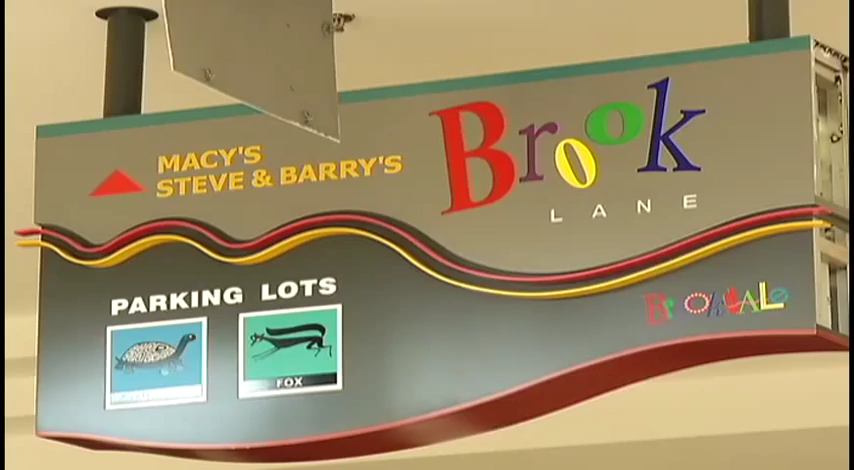 MACY'S
STEVE & BARRY'S
Brook
LANE
PARKING LOTS
FOX
BrOOkdALe